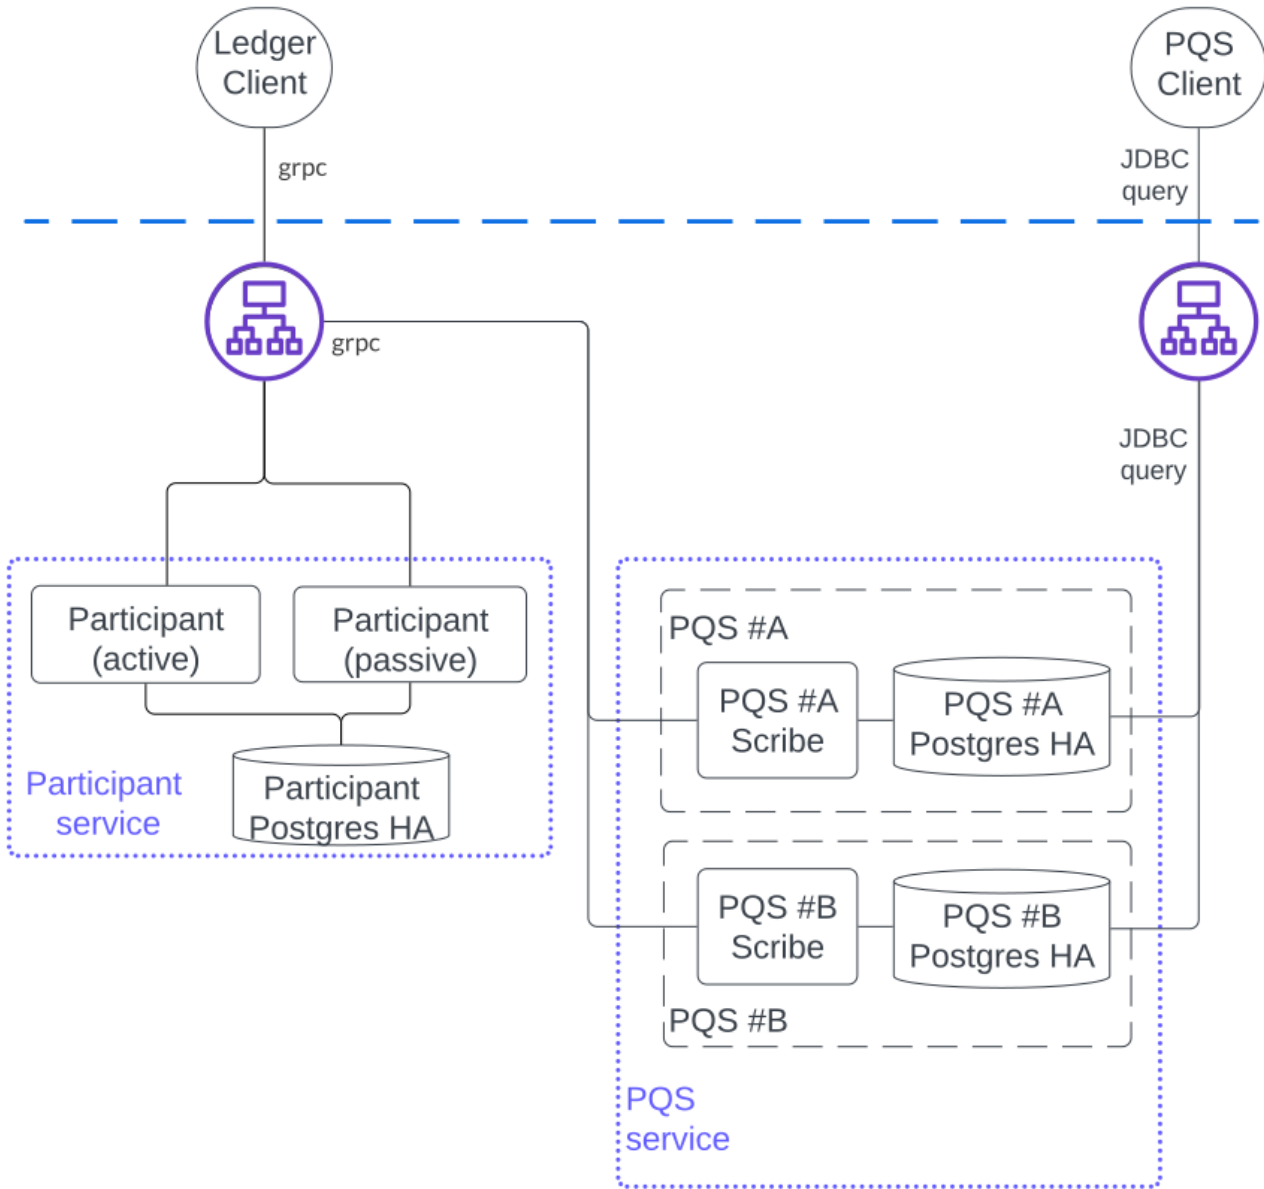 Ledger
Client
PQS
Client
grpc
JDBC
query
grpc
JDBC
query
Participant
(active)
Participant
(passive)
Participant
Postgres HA
Participant
service
PQS #A
PQS #A
Scribe
PQS #A
Postgres HA
PQS #B
Scribe
PQS #B
Postgres HA
PQS #B
PQS
service